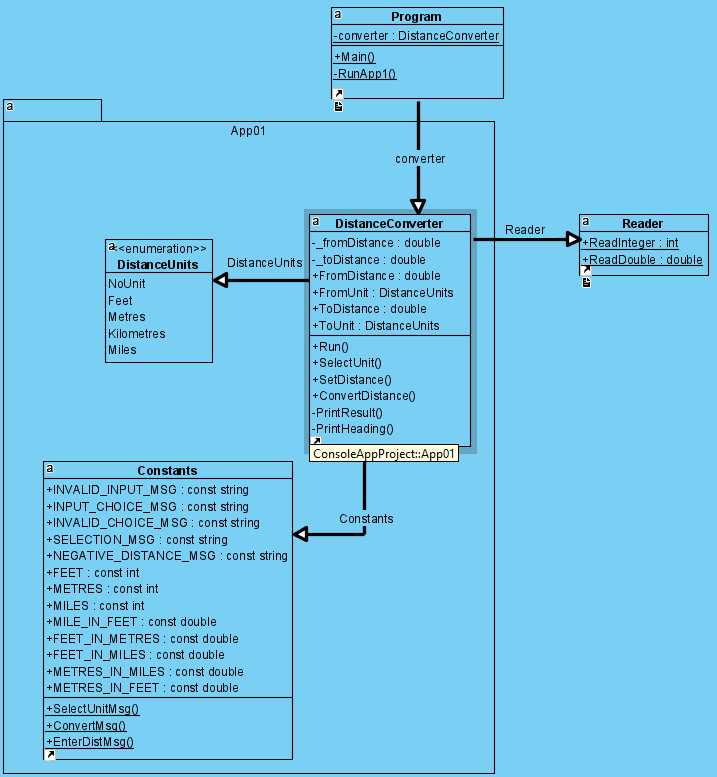 a
Program
-converter : DistanceConverter
+Main()
-RunApp1()
a
App01
converter
a
DistanceConverter
-_fromDistance : double
-_toDistance : double
+FromDistance : double
+FromUnit : DistanceUnits
+ToDistance : double
+ToUnit : DistanceUnits
+Run()
+SelectUnit()
+SetDistance()
+ConvertDistance()
-PrintResult()
-PrintHeading()
ConsoleAppProject::App01
Reader
a
Reader
+ReadInteger : int
+ReadDouble : double
DistanceUnits
a
<<enumeration>>
DistanceUnits
NoUnit
Feet
Metres
Kilometres
Miles
Constants
a
Constants
+INVALID_INPUT_MSG : const string
+INPUT_CHOICE_MSG : const string
+INVALID_CHOICE_MSG : const string
+SELECTION_MSG : const string
+NEGATIVE_DISTANCE_MSG : const string
+FEET : const int
+METRES : const int
+MILES : const int
+MILE_IN_FEET : const double
+FEET_IN_METRES : const double
+FEET_IN_MILES : const double
+METRES_IN_MILES : const double
+METRES_IN_FEET : const double
+SelectUnitMsg()
+ConvertMsg()
+EnterDistMsg()